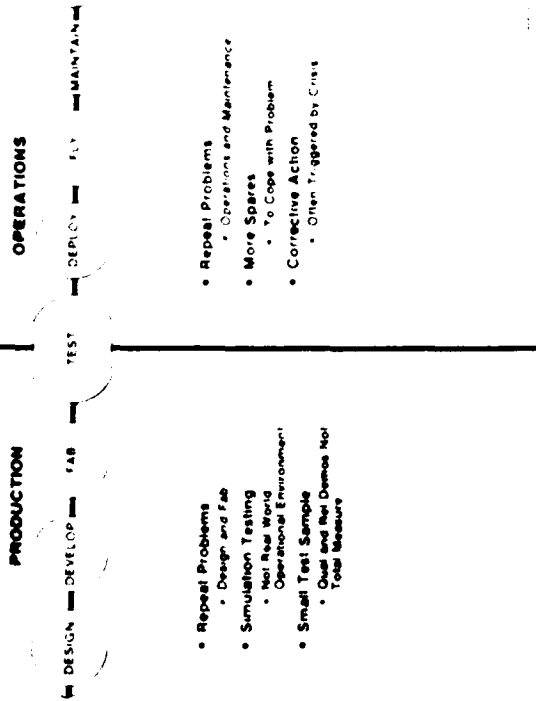 PRODUCTION
OPERATIONS
DESIGN DEVELOP FAB TEST DEPLOY FLY MAINTAIN
• Repeat Problems
• Design and Fab
• Simulation Testing
• Not Real World
Operational Environment
• Small Test Sample
• Qual and Rel Demos Not
Total Measure
• Repeat Problems
• Operations and Maintenance
• More Spares
• To Cope with Problem
• Corrective Action
• Often Triggered by Crisis